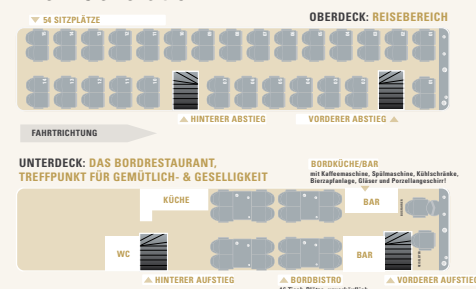 54 SITZPLÄTZE
OBERDECK: REISEBEREICH
HINTERER ABSTIEG
VORDERER ABSTIEG
FAHRTRICHTUNG
UNTERDECK: DAS BORDRESTAURANT,
TREFFPUNKT FÜR GEMÜTLICH- & GESELLIGKEIT
BORDKÜCHE/BAR
mit Kaffeemaschine, Spülmaschine, Kühlschränke,
Bierzapfanlage, Gläser und Porzellangeschirr!
KÜCHE
BAR
WC
BAR
HINTERER AUFSTIEG
BORDBISTRO
VORDERER AUFSTIEG